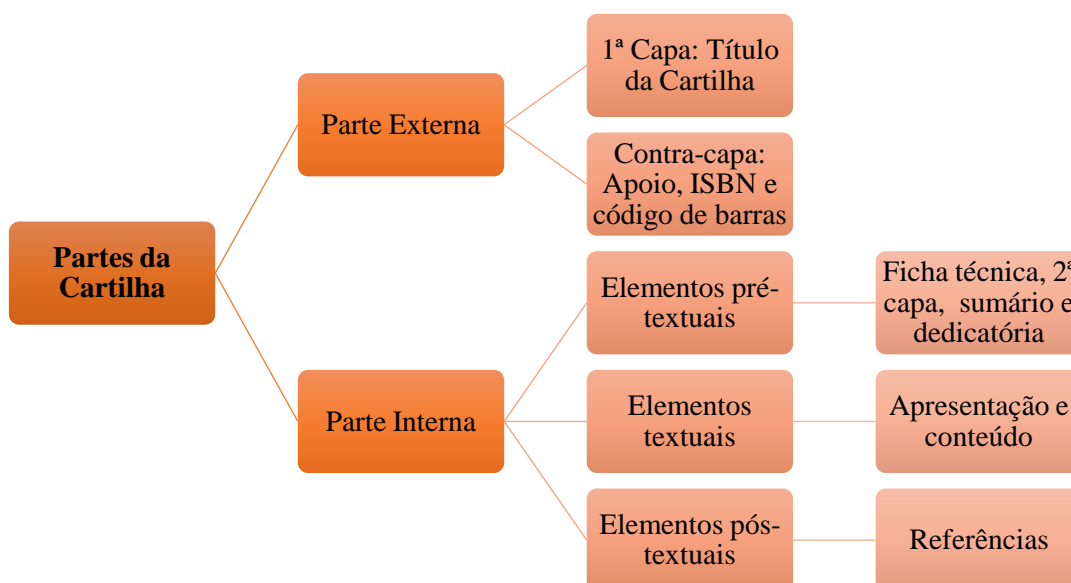 Partes da
Cartilha
Parte Externa
1ª Capa: Título
da Cartilha
Contra-capa:
Apoio, ISBN e
código de barras
Parte Interna
Elementos pré-
textuais
Ficha técnica, 2ª
capa, sumário e
dedicatória
Elementos
textuais
Apresentação e
conteúdo
Elementos pós-
textuais
Referências